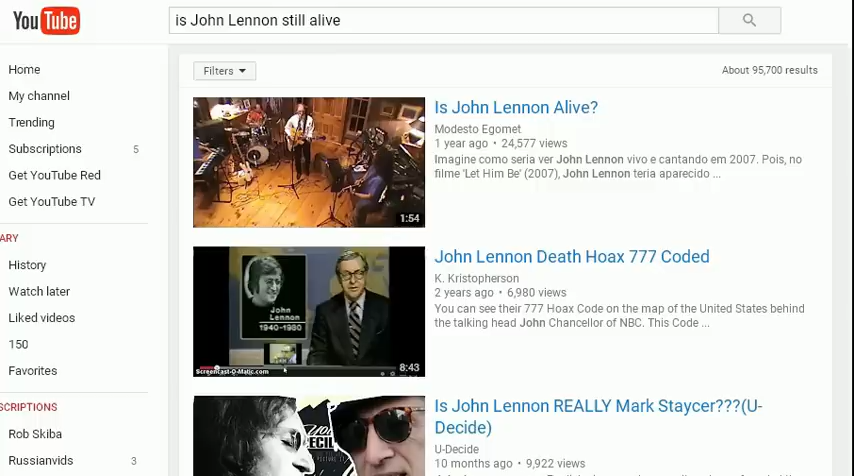 YouTube
is John Lennon still alive
Home
My channel
Trending
Subscriptions 5
Get YouTube Red
Get YouTube TV
ARY
History
Watch later
Liked videos
150
Favorites
SCRIPTIONS
Rob Skiba
Russianvids 3
Filters
About 95,700 results
1:54
Is John Lennon Alive?
Modesto Egomet
1 year ago • 24,577 views
Imagine como seria ver John Lennon vivo e cantando em 2007. Pois, no
filme 'Let Him Be' (2007), John Lennon teria aparecido ...
John
Lennon
1940-1980
Screencast-O-Matic.com
8:43
John Lennon Death Hoax 777 Coded
K. Kristopherson
2 years ago • 6,980 views
You can see their 777 Hoax Code on the map of the United States behind
the talking head John Chancellor of NBC. This Code ...
Is John Lennon REALLY Mark Staycer???(U-
Decide)
U-Decide
10 months ago • 9,922 views